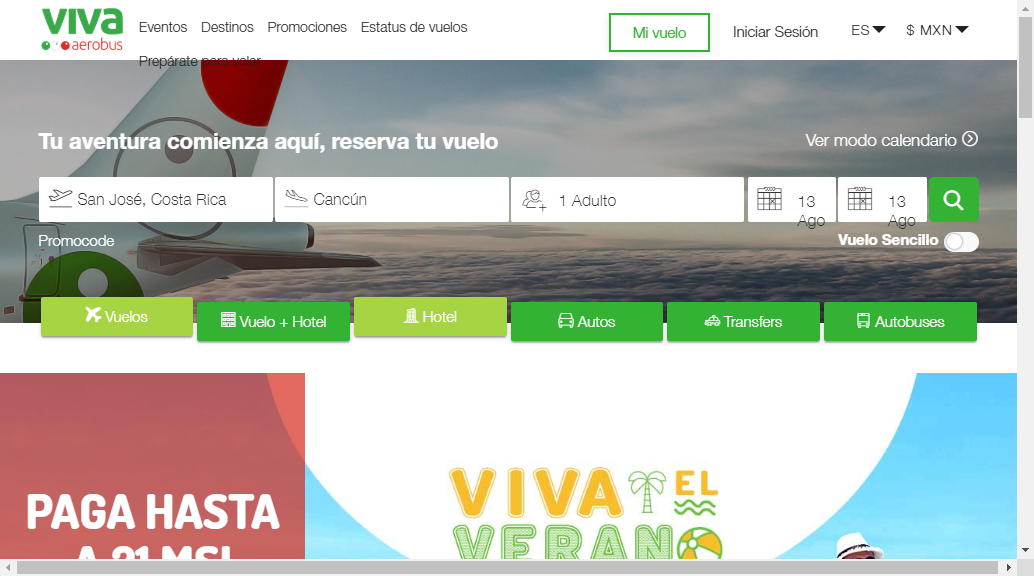 viva
aerobus
Eventos Destinos Promociones Estatus de vuelos
Prepárate para volar
Mi vuelo
Iniciar Sesión
ES
$ MXN
Tu aventura comienza aquí, reserva tu vuelo
Ver modo calendario
San José, Costa Rica
Cancún
1 Adulto
13 Ago
13 Ago
Promocode
Vuelo Sencillo
Vuelos
Vuelo + Hotel
Hotel
Autos
Transfers
Autobuses
PAGA HASTA
A 21 MSI
VIVA EL
VERANO